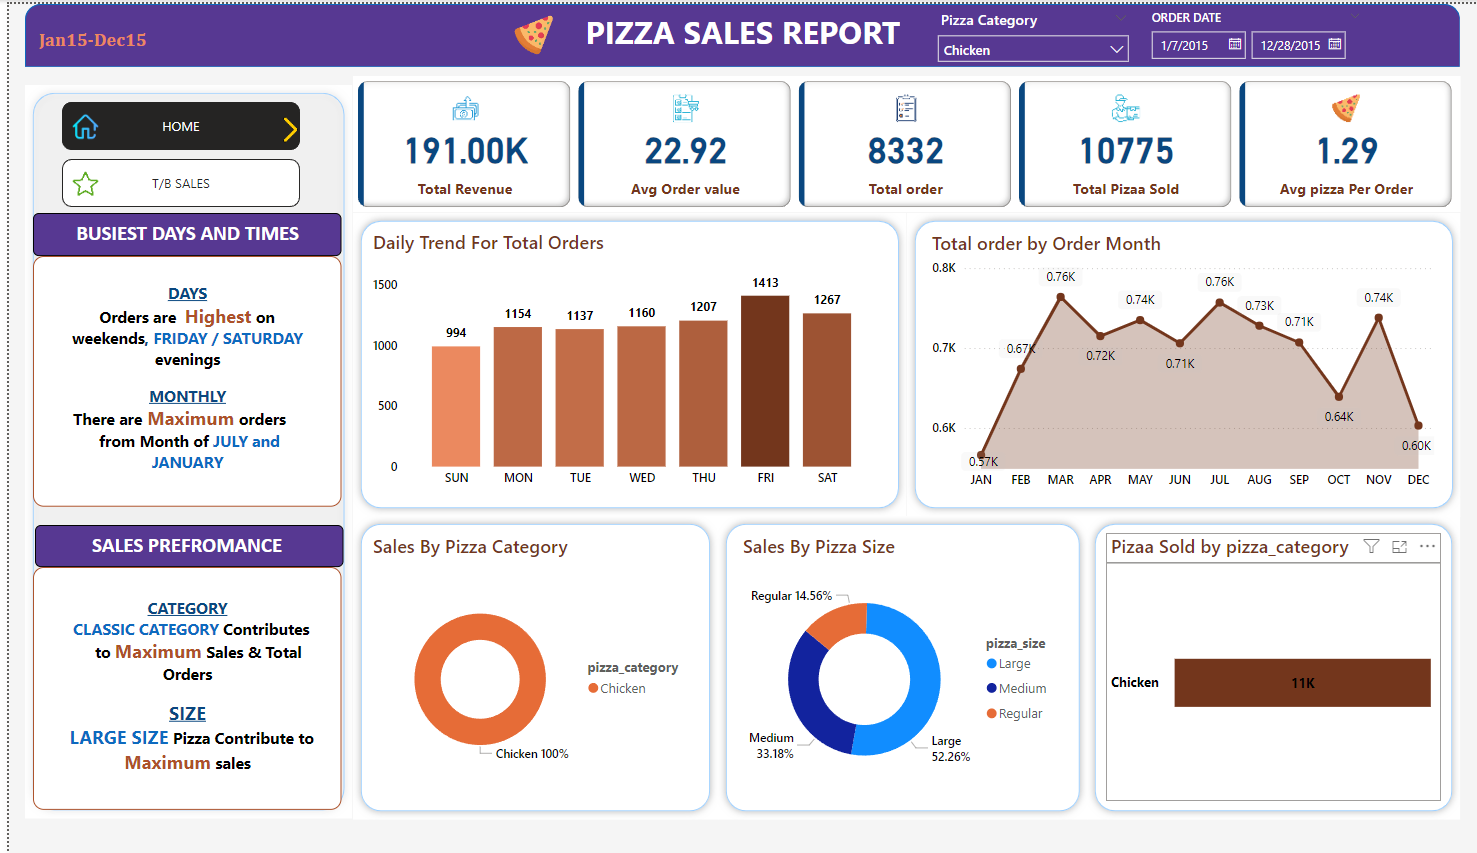 Jan15-Dec15
PIZZA SALES REPORT
Pizza Category
Chicken
ORDER DATE
1/7/2015
12/28/2015
HOME
T/B SALES
BUSIEST DAYS AND TIMES
DAYS
Orders are Highest on
weekends, FRIDAY / SATURDAY
evenings
MONTHLY
There are Maximum orders
from Month of JULY and
JANUARY
SALES PREFROMANCE
CATEGORY
CLASSIC CATEGORY Contributes
to Maximum Sales & Total
Orders
SIZE
LARGE SIZE Pizza Contribute to
Maximum sales
191.00K
Total Revenue
22.92
Avg Order value
8332
Total order
10775
Total Pizaa Sold
1.29
Avg pizza Per Order
Daily Trend For Total Orders
1500
1000
500
0
994
1154
1137
1160
1207
1413
1267
SUN
MON
TUE
WED
THU
FRI
SAT
Total order by Order Month
0.8K
0.7K
0.6K
0.57K
0.67K
0.76K
0.72K
0.74K
0.71K
0.76K
0.73K
0.71K
0.64K
0.74K
0.60K
JAN
FEB
MAR
APR
MAY
JUN
JUL
AUG
SEP
OCT
NOV
DEC
Sales By Pizza Category
pizza_category
Chicken
Chicken 100%
Sales By Pizza Size
Regular 14.56%
Medium
33.18%
Large
52.26%
pizza_size
Large
Medium
Regular
Pizaa Sold by pizza_category
Chicken
11K